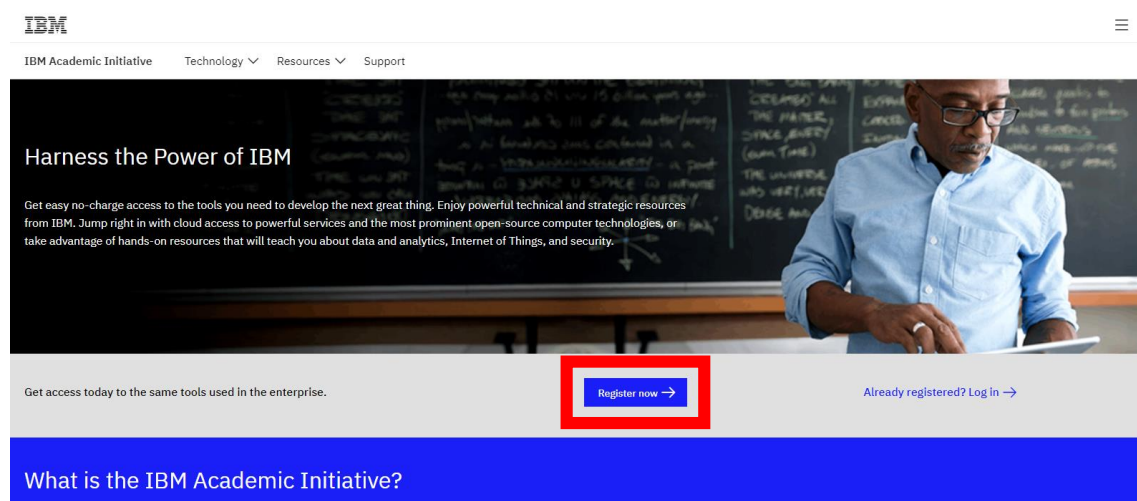 IBM
IBM Academic Initiative Technology Resources Support
Harness the Power of IBM
Get easy no-charge access to the tools you need to develop the next great thing. Enjoy powerful technical and strategic resources
from IBM. Jump right in with cloud access to powerful services and the most prominent open-source computer technologies, or
take advantage of hands-on resources that will teach you about data and analytics, Internet of Things, and security.
Get access today to the same tools used in the enterprise.
Register now →
Already registered? Log in →
What is the IBM Academic Initiative?